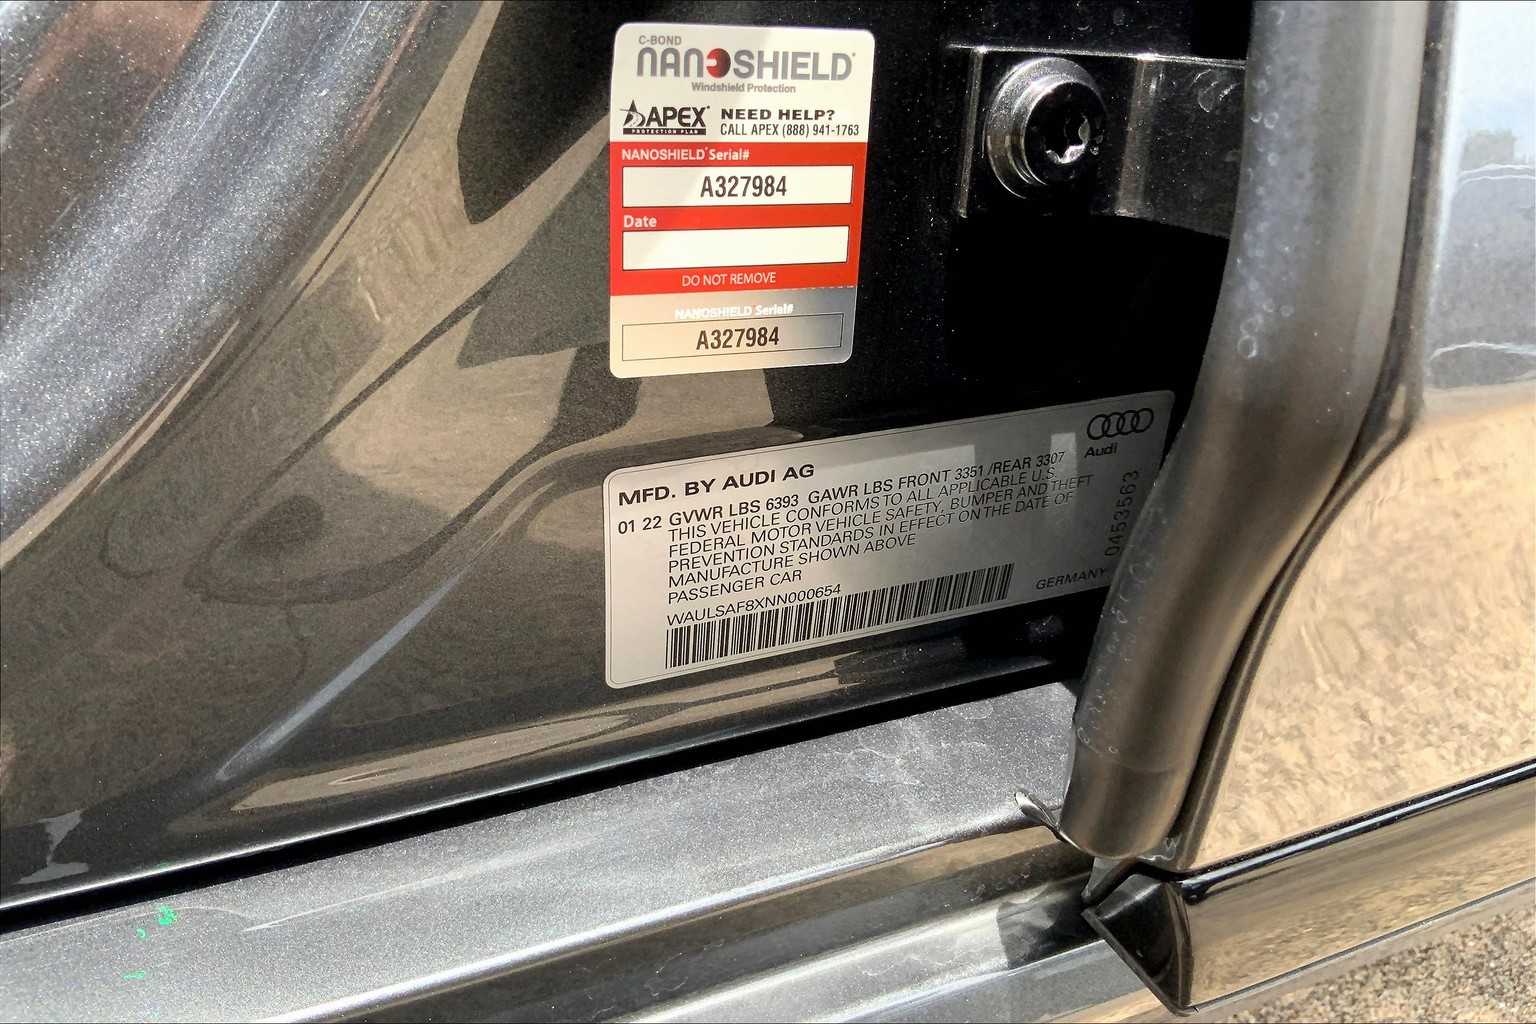 C-BOND
NANOSHIELD
Windshield Protection
APEX
PROTECTION PLAN
NEED HELP?
CALL APEX (888) 941-1763
NANOSHIELD Serial#
A327984
Date
DO NOT REMOVE
NANOSHIELD Serial#
A327984
Audi
MFD. BY AUDI AG
01 22 GVWR LBS 6393 GAWR LBS FRONT 3351 /REAR 3307
THIS VEHICLE CONFORMS TO ALL APPLICABLE U.S.
FEDERAL MOTOR VEHICLE SAFETY, BUMPER AND THEFT
PREVENTION STANDARDS IN EFFECT ON THE DATE OF
MANUFACTURE SHOWN ABOVE
PASSENGER CAR
WAULSAF8XNN000654
GERMANY
0453563